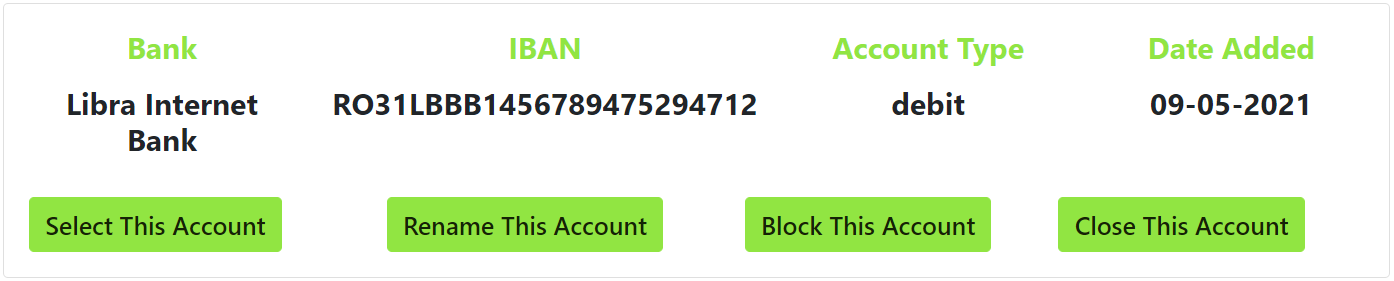 Bank IBAN Account Type Date Added
Libra Internet RO31LBBB1456789475294712 debit 09-05-2021
Bank
Select This Account Rename This Account Block This Account Close This Account